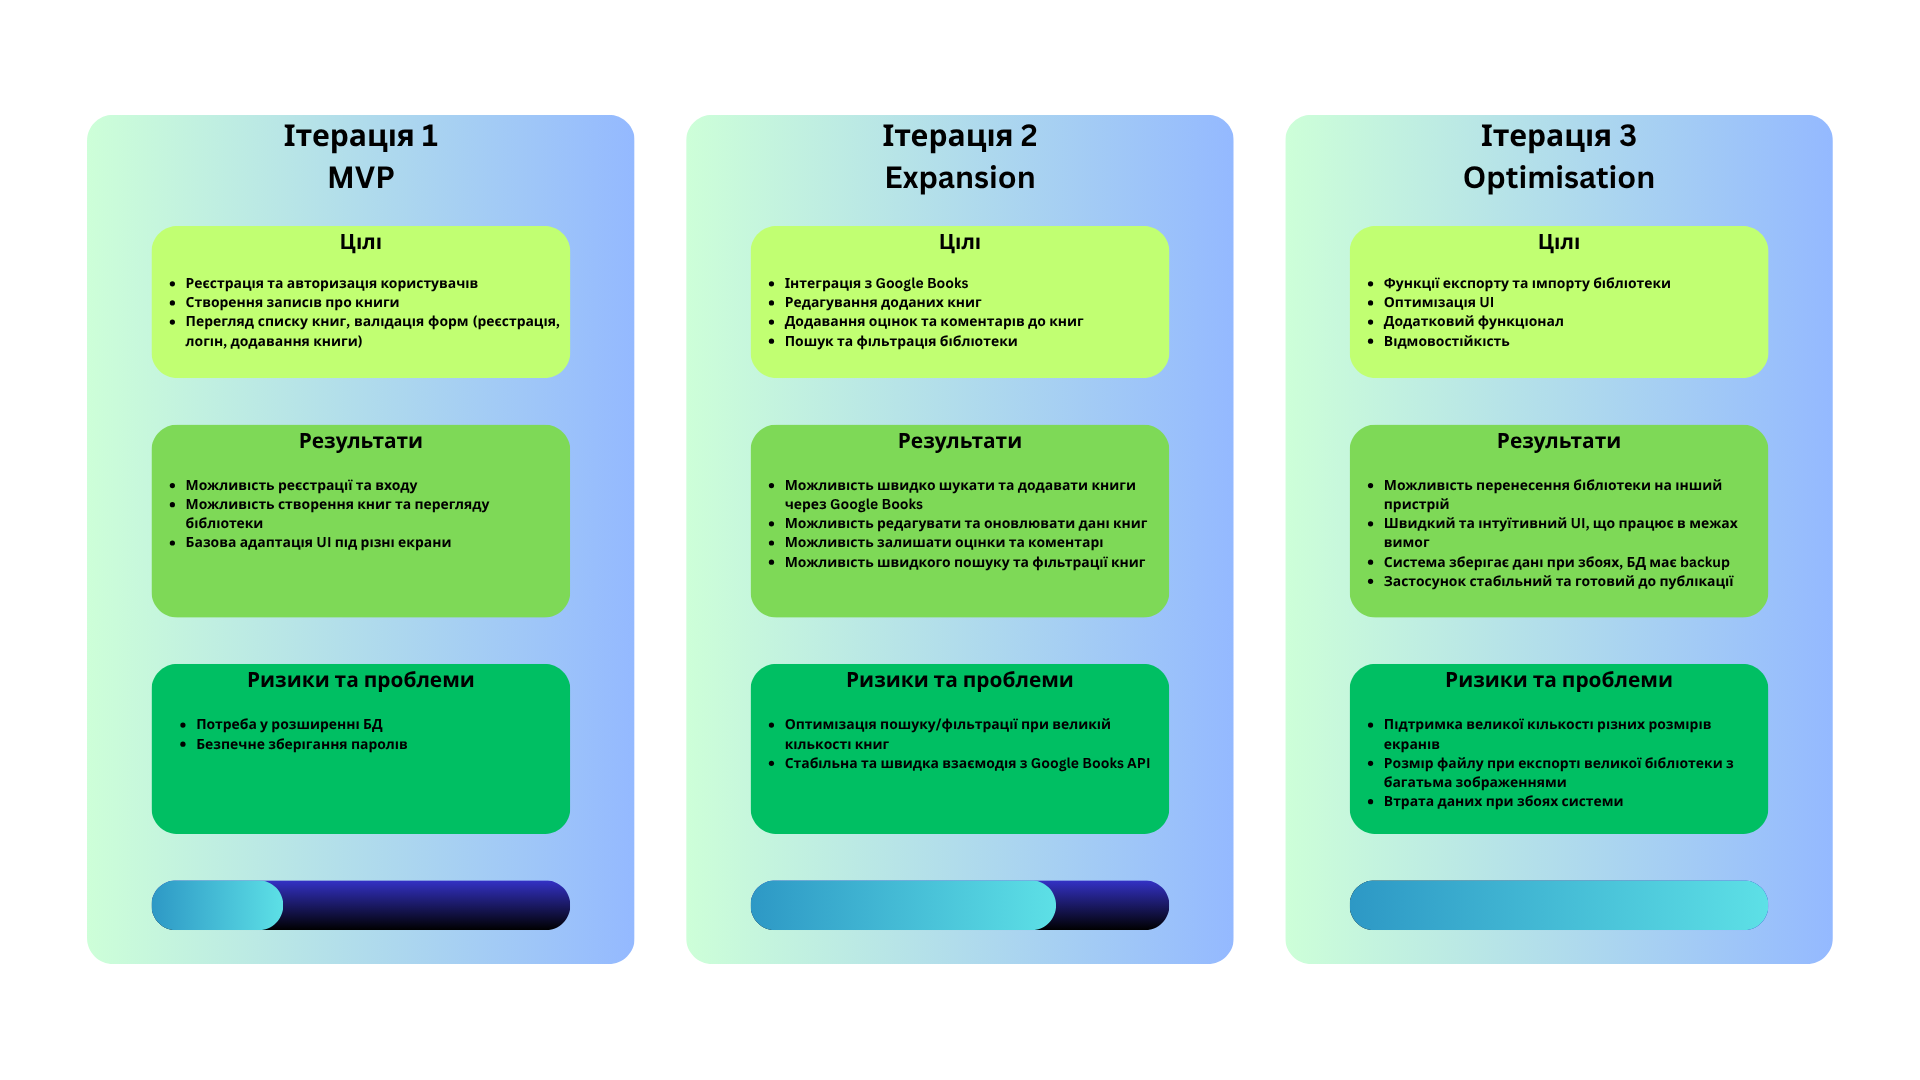 Ітерація 1
MVP
Цілі
• Реєстрація та авторизація користувачів
• Створення записів про книги
• Перегляд списку книг, валідація форм (реєстрація,
логін, додавання книги)
Результати
• Можливість реєстрації та входу
• Можливість створення книг та перегляду
бібліотеки
• Базова адаптація UI під різні екрани
Ризики та проблеми
• Потреба у розширенні БД
• Безпечне зберігання паролів
Ітерація 2
Expansion
Цілі
• Інтеграція з Google Books
• Редагування доданих книг
• Додавання оцінок та коментарів до книг
• Пошук та фільтрація бібліотеки
Результати
• Можливість швидко шукати та додавати книги
через Google Books
• Можливість редагувати та оновлювати дані книг
• Можливість залишати оцінки та коментарі
• Можливість швидкого пошуку та фільтрації книг
Ризики та проблеми
• Оптимізація пошуку/фільтрації при великій
кількості книг
• Стабільна та швидка взаємодія з Google Books API
Ітерація 3
Optimisation
Цілі
• Функції експорту та імпорту бібліотеки
• Оптимізація UI
• Додатковий функціонал
• Відмовостійкість
Результати
• Можливість перенесення бібліотеки на інший
пристрій
• Швидкий та інтуїтивний UI, що працює в межах
вимог
• Система зберігає дані при збоях, БД має backup
• Застосунок стабільний та готовий до публікації
Ризики та проблеми
• Підтримка великої кількості різних розмірів
екранів
• Розмір файлу при експорті великої бібліотеки з
багатьма зображеннями
• Втрата даних при збоях системи